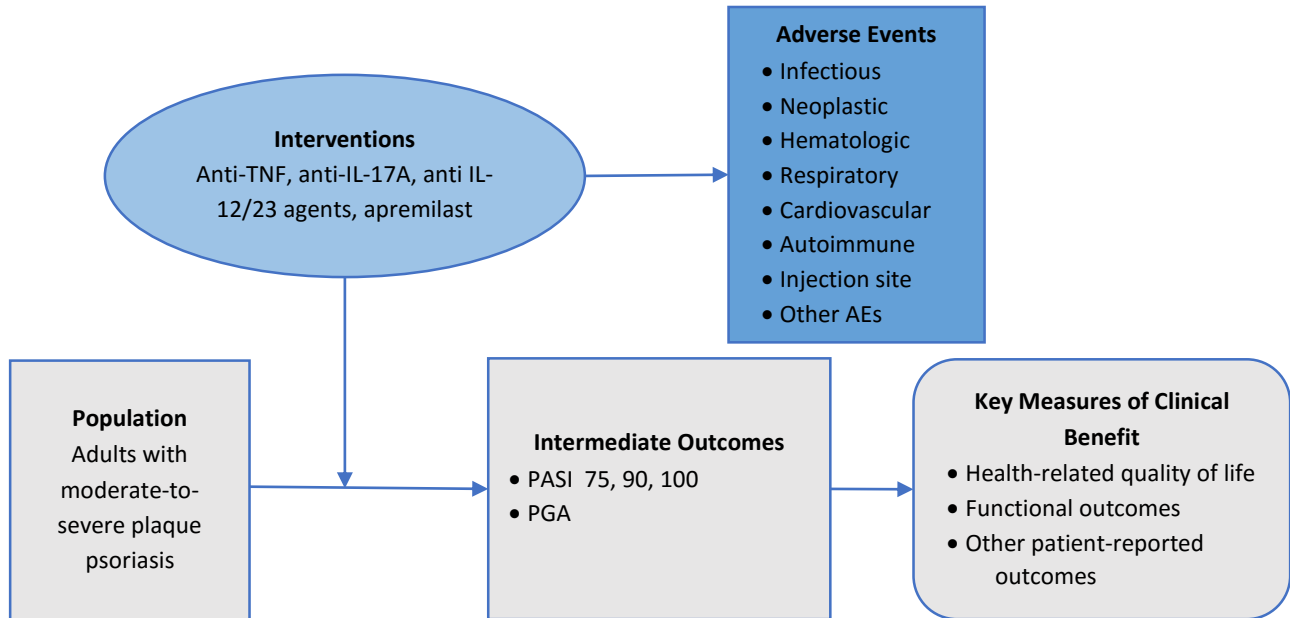 Interventions
Anti-TNF, anti-IL-17A, anti IL-
12/23 agents, apremilast
Adverse Events
• Infectious
• Neoplastic
• Hematologic
• Respiratory
• Cardiovascular
• Autoimmune
• Injection site
• Other AEs
Population
Adults with
moderate-to-
severe plaque
psoriasis
Intermediate Outcomes
• PASI 75, 90, 100
• PGA
Key Measures of Clinical
Benefit
• Health-related quality of life
• Functional outcomes
• Other patient-reported
outcomes